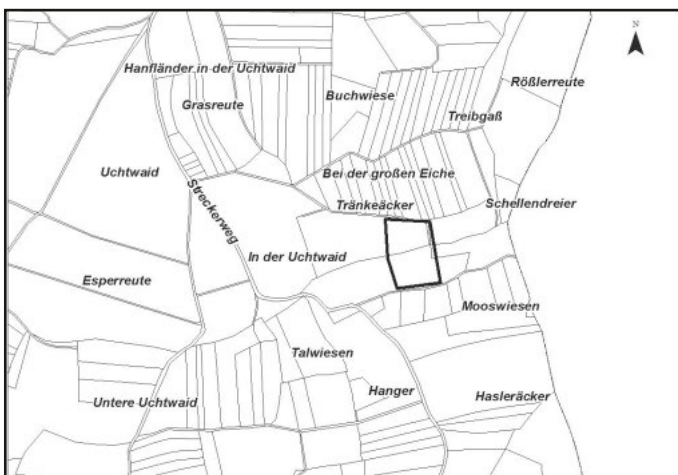 N
Hanfländer in der Uchtwaid
Rößlerreute
Buchwiese
Grasreute
Treibgaß
Uchtwaid
Bei der großen Eiche
Streckerweg
Tränkeäcker
Schellendreier
In der Uchtwaid
Esperreute
Mooswiesen
Talwiesen
Hanger
Hasleräcker
Untere Uchtwaid